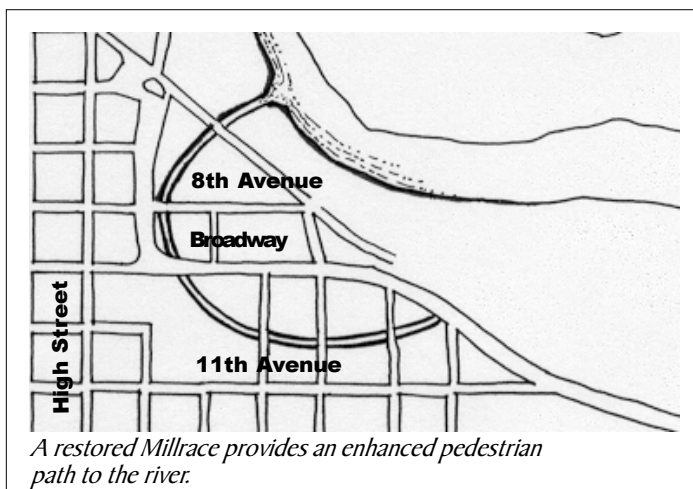 8th Avenue
Broadway
High Street
11th Avenue
A restored Millrace provides an enhanced pedestrian
path to the river.